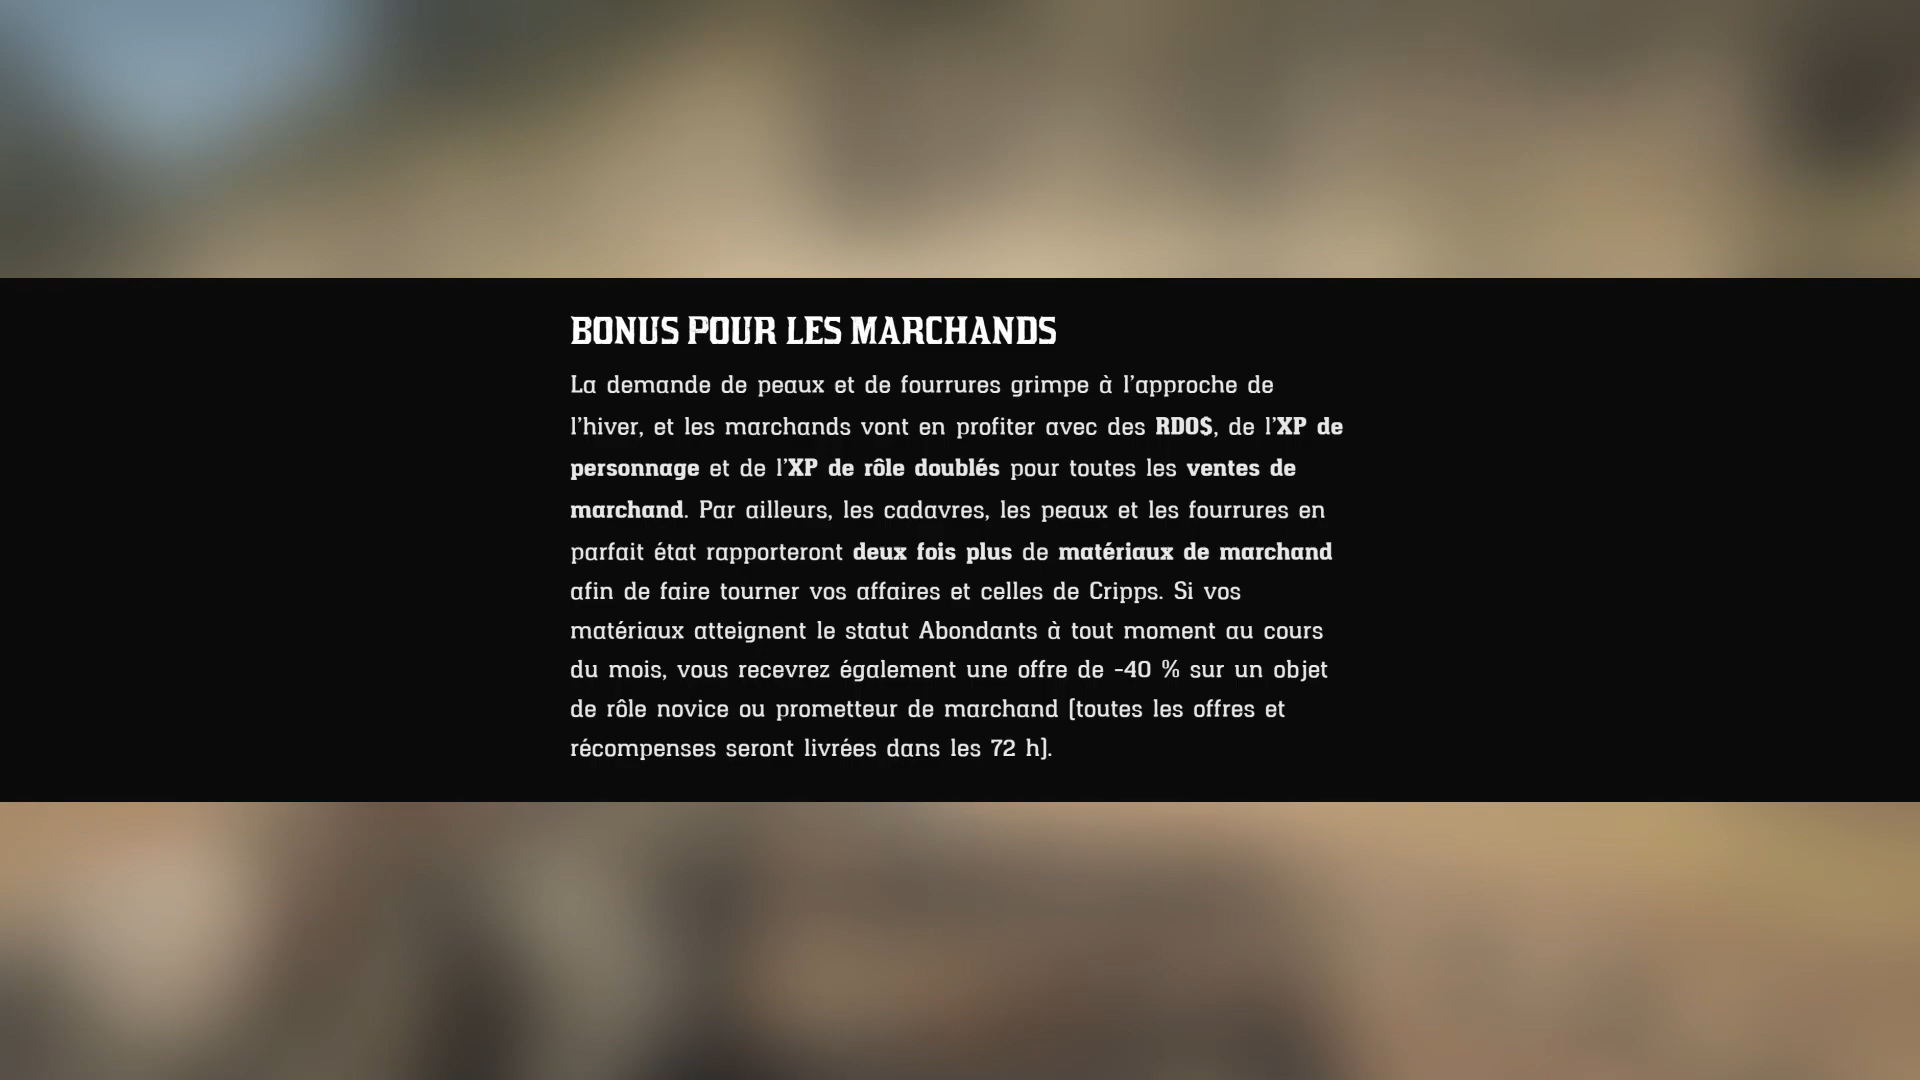 BONUS POUR LES MARCHANDS
La demande de peaux et de fourrures grimpe à l’approche de
l’hiver, et les marchands vont en profiter avec des RDO$, de l’XP de
personnage et de l’XP de rôle doublés pour toutes les ventes de
marchand. Par ailleurs, les cadavres, les peaux et les fourrures en
parfait état rapporteront deux fois plus de matériaux de marchand
afin de faire tourner vos affaires et celles de Cripps. Si vos
matériaux atteignent le statut Abondants à tout moment au cours
du mois, vous recevrez également une offre de -40 % sur un objet
de rôle novice ou prometteur de marchand (toutes les offres et
récompenses seront livrées dans les 72 h).